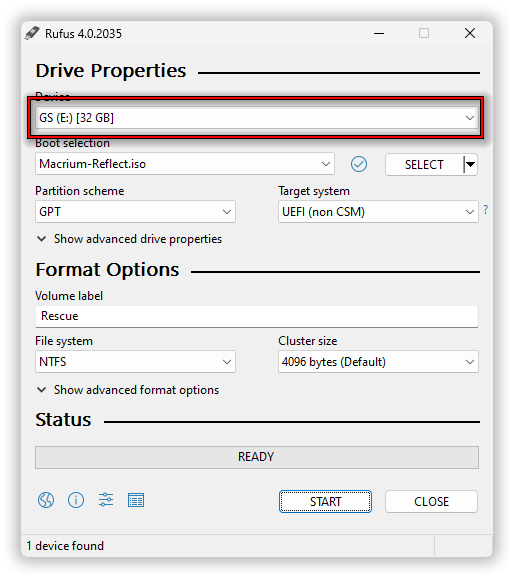 Rufus 4.0.2035
Drive Properties
Device
GS (E:) [32 GB]
Boot selection
Macrium-Reflect.iso
SELECT
Partition scheme
Target system
GPT
UEFI (non CSM)
?
Show advanced drive properties
Format Options
Volume label
Rescue
File system
Cluster size
NTFS
4096 bytes (Default)
Show advanced format options
Status
READY
START
CLOSE
1 device found